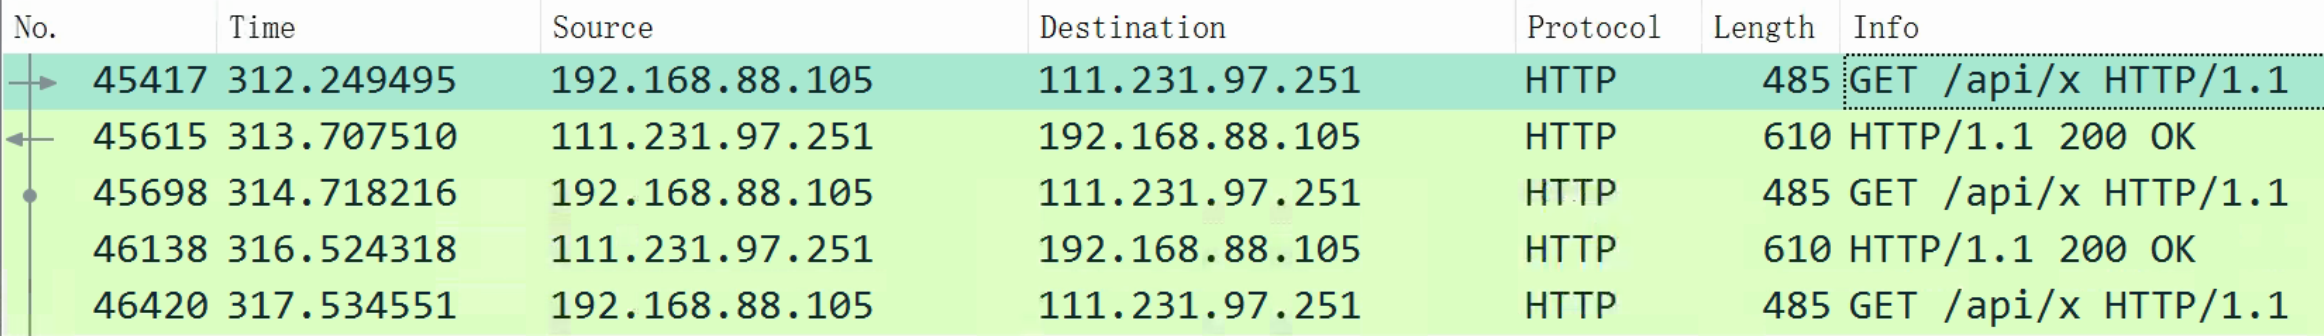 No. Time Source Destination Protocol Length Info
45417 312.249495 192.168.88.105 111.231.97.251 HTTP 485 GET /api/x HTTP/1.1
45615 313.707510 111.231.97.251 192.168.88.105 HTTP 610 HTTP/1.1 200 OK
45698 314.718216 192.168.88.105 111.231.97.251 HTTP 485 GET /api/x HTTP/1.1
46138 316.524318 111.231.97.251 192.168.88.105 HTTP 610 HTTP/1.1 200 OK
46420 317.534551 192.168.88.105 111.231.97.251 HTTP 485 GET /api/x HTTP/1.1